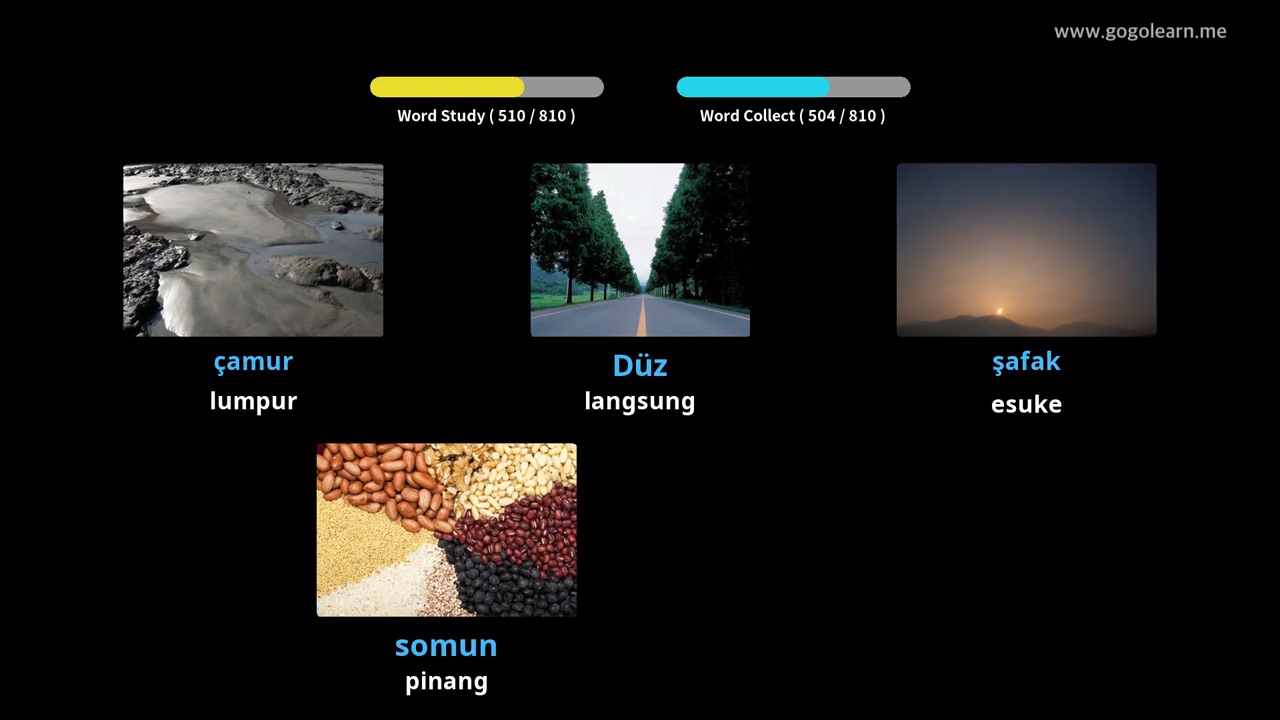 www.gogolearn.me
Word Study ( 510 / 810 )
Word Collect ( 504 / 810 )
çamur
lumpur
Düz
langsung
şafak
esuke
somun
pinang